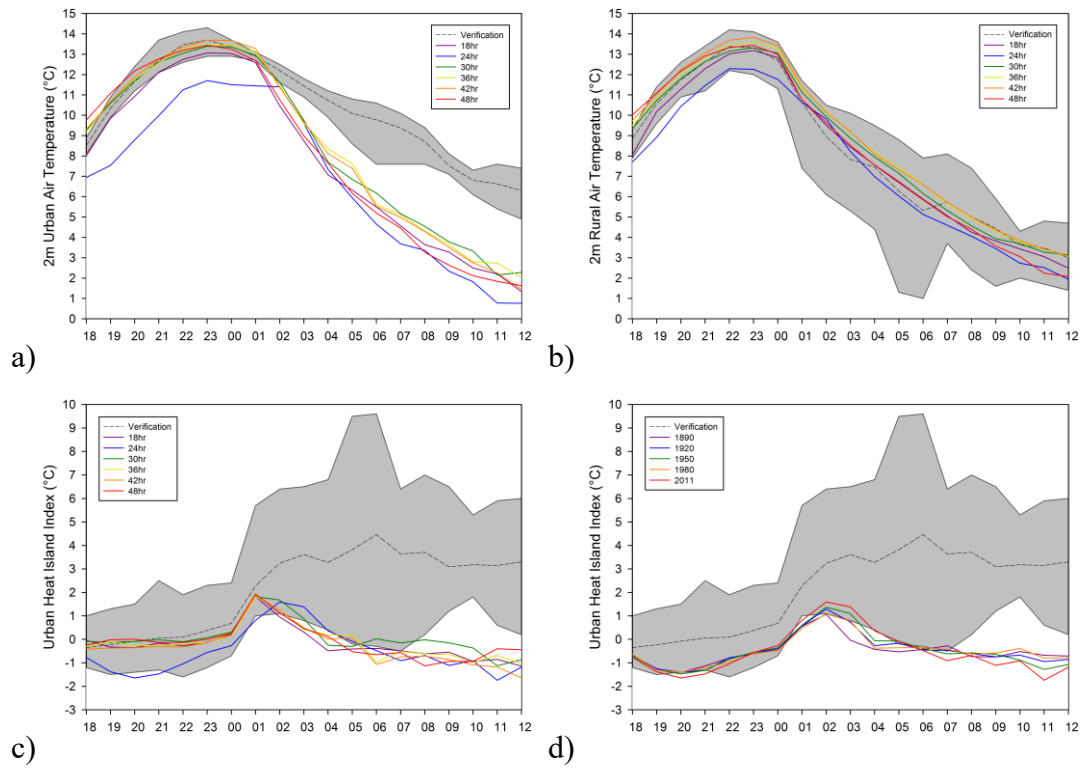 15
14
13
12
11
10
9
8
7
6
5
4
3
2
1
0
2m Urban Air Temperature (°C)
Verification
18hr
24hr
30hr
36hr
42hr
48hr
18 19 20 21 22 23 00 01 02 03 04 05 06 07 08 09 10 11 12
a)
15
14
13
12
11
10
9
8
7
6
5
4
3
2
1
0
2m Rural Air Temperature (°C)
Verification
18hr
24hr
30hr
36hr
42hr
48hr
18 19 20 21 22 23 00 01 02 03 04 05 06 07 08 09 10 11 12
b)
10
9
8
7
6
5
4
3
2
1
0
-1
-2
-3
Urban Heat Island Index (°C)
Verification
18hr
24hr
30hr
36hr
42hr
48hr
18 19 20 21 22 23 00 01 02 03 04 05 06 07 08 09 10 11 12
c)
10
9
8
7
6
5
4
3
2
1
0
-1
-2
-3
Urban Heat Island Index (°C)
Verification
1890
1920
1950
1980
2011
18 19 20 21 22 23 00 01 02 03 04 05 06 07 08 09 10 11 12
d)